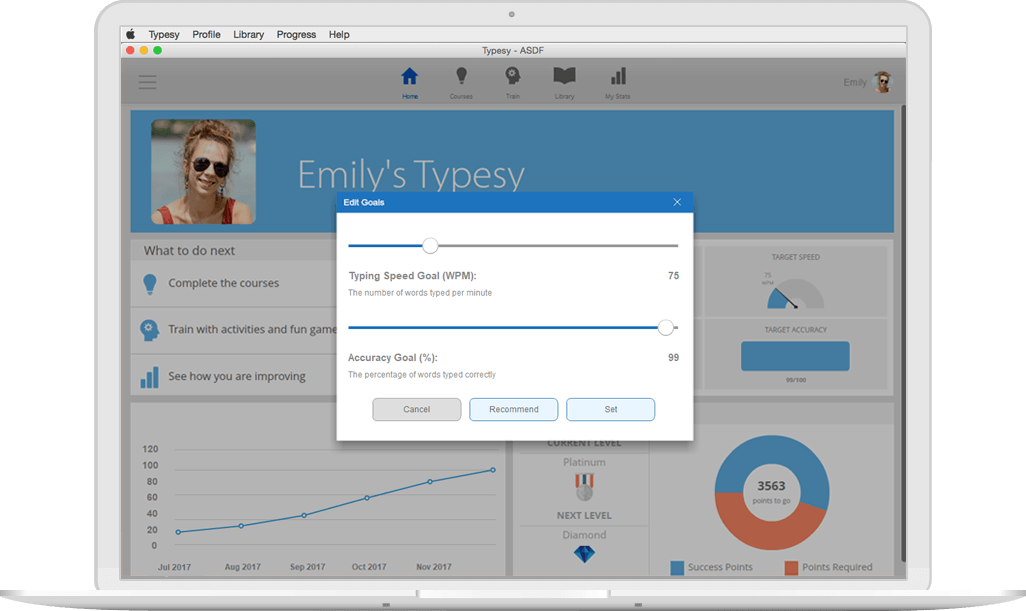 Typesy Profile Library Progress Help
Typesy - ASDF
Home Courses Train Library My Stats
Emily
Emily's Typesy
Edit Goals
Typing Speed Goal (WPM): 75
The number of words typed per minute
Accuracy Goal (%): 99
The percentage of words typed correctly
Cancel Recommend Set
What to do next
Complete the courses
Train with activities and fun game
See how you are improving
TARGET SPEED
75
WPM
TARGET ACCURACY
99/100
120
100
80
60
40
20
0
Jul 2017 Aug 2017 Sep 2017 Oct 2017 Nov 2017
CURRENT LEVEL
Platinum
NEXT LEVEL
Diamond
3563
points to go
Success Points Points Required